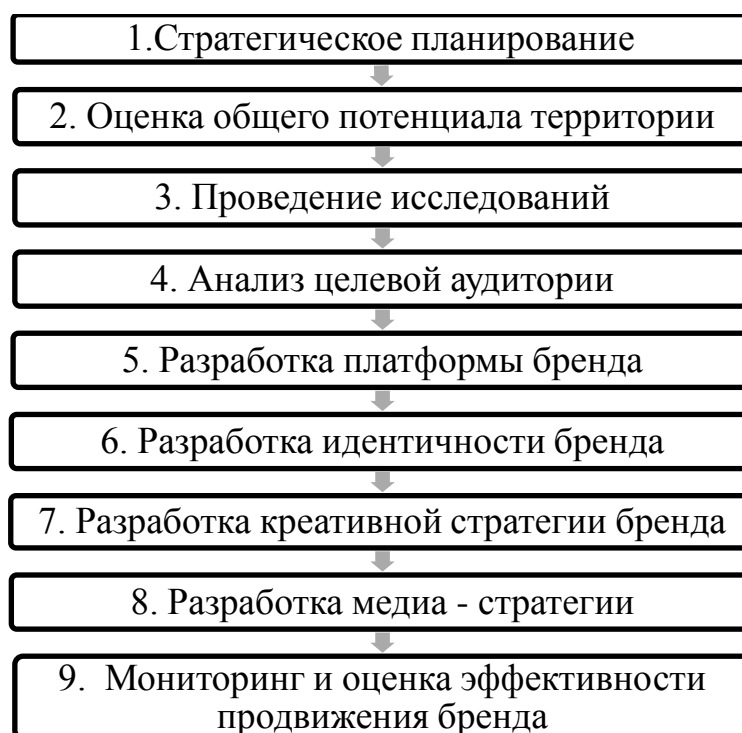 1.Стратегическое планирование
2. Оценка общего потенциала территории
3. Проведение исследований
4. Анализ целевой аудитории
5. Разработка платформы бренда
6. Разработка идентичности бренда
7. Разработка креативной стратегии бренда
8. Разработка медиа - стратегии
9. Мониторинг и оценка эффективности
продвижения бренда